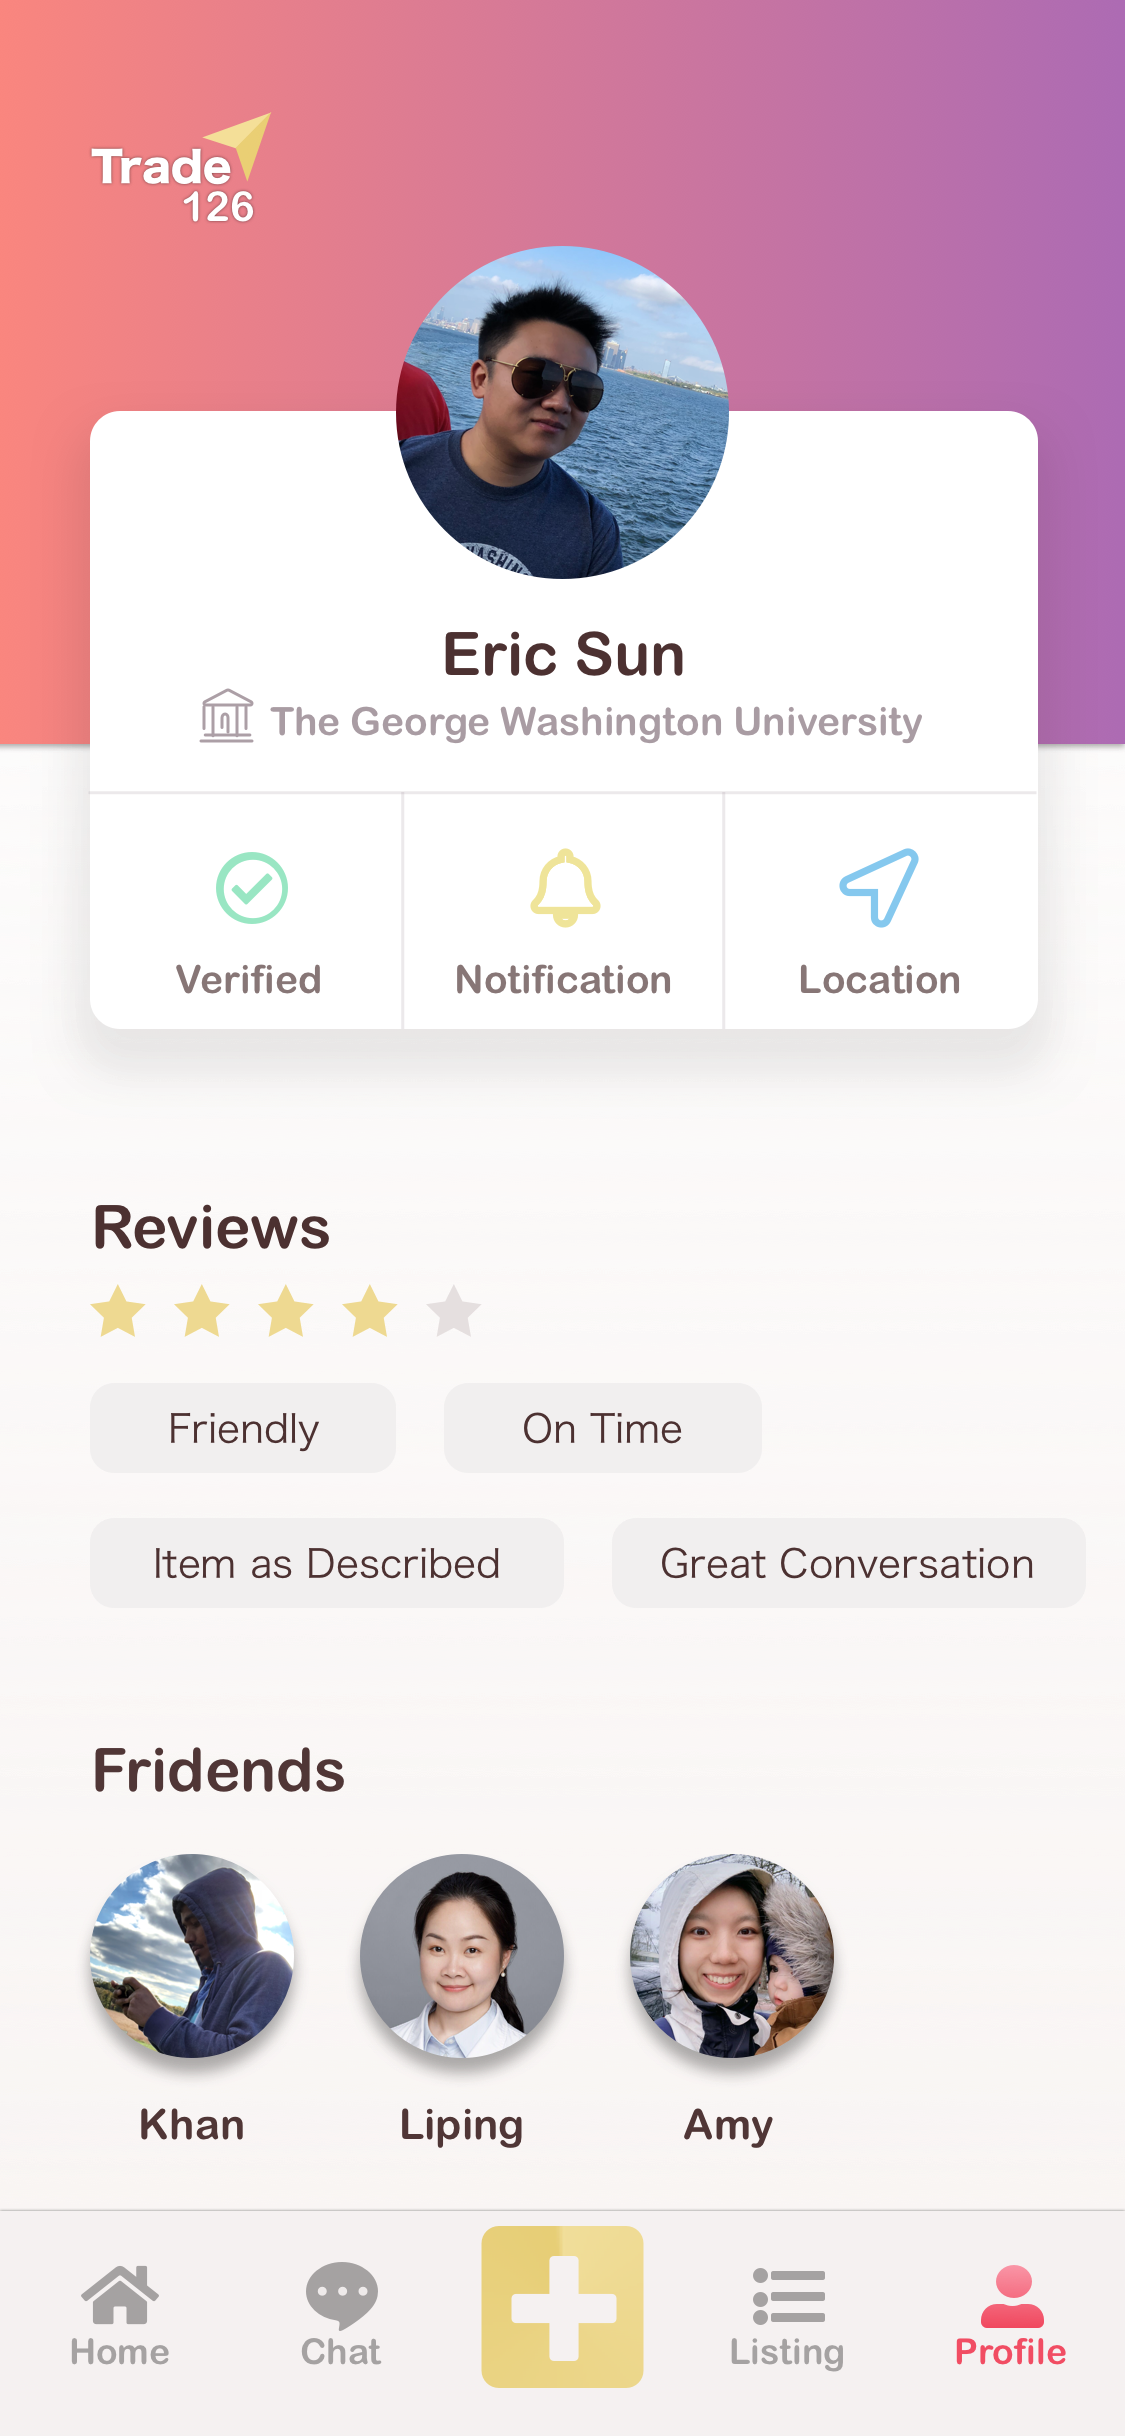 Trade
126
Eric Sun
The George Washington University
Verified
Notification
Location
Reviews
Friendly
On Time
Item as Described
Great Conversation
Fridends
Khan
Liping
Amy
Home
Chat
Listing
Profile